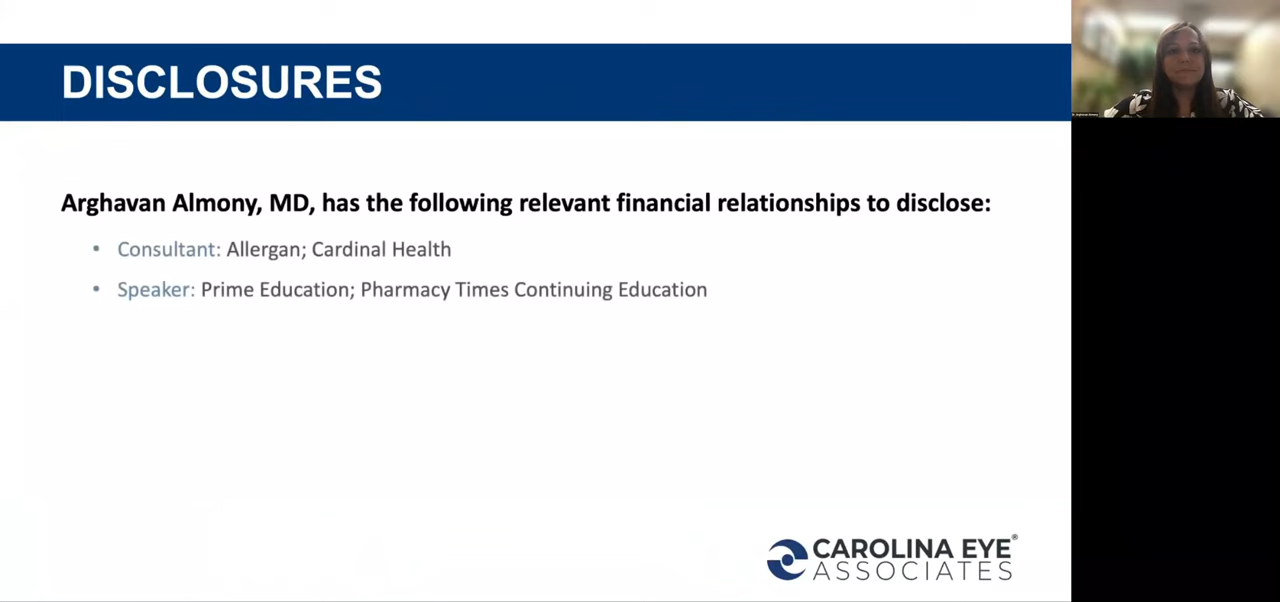 DISCLOSURES
Arghavan Almony, MD, has the following relevant financial relationships to disclose:
• Consultant: Allergan; Cardinal Health
• Speaker: Prime Education; Pharmacy Times Continuing Education
CAROLINA EYE®
ASSOCIATES